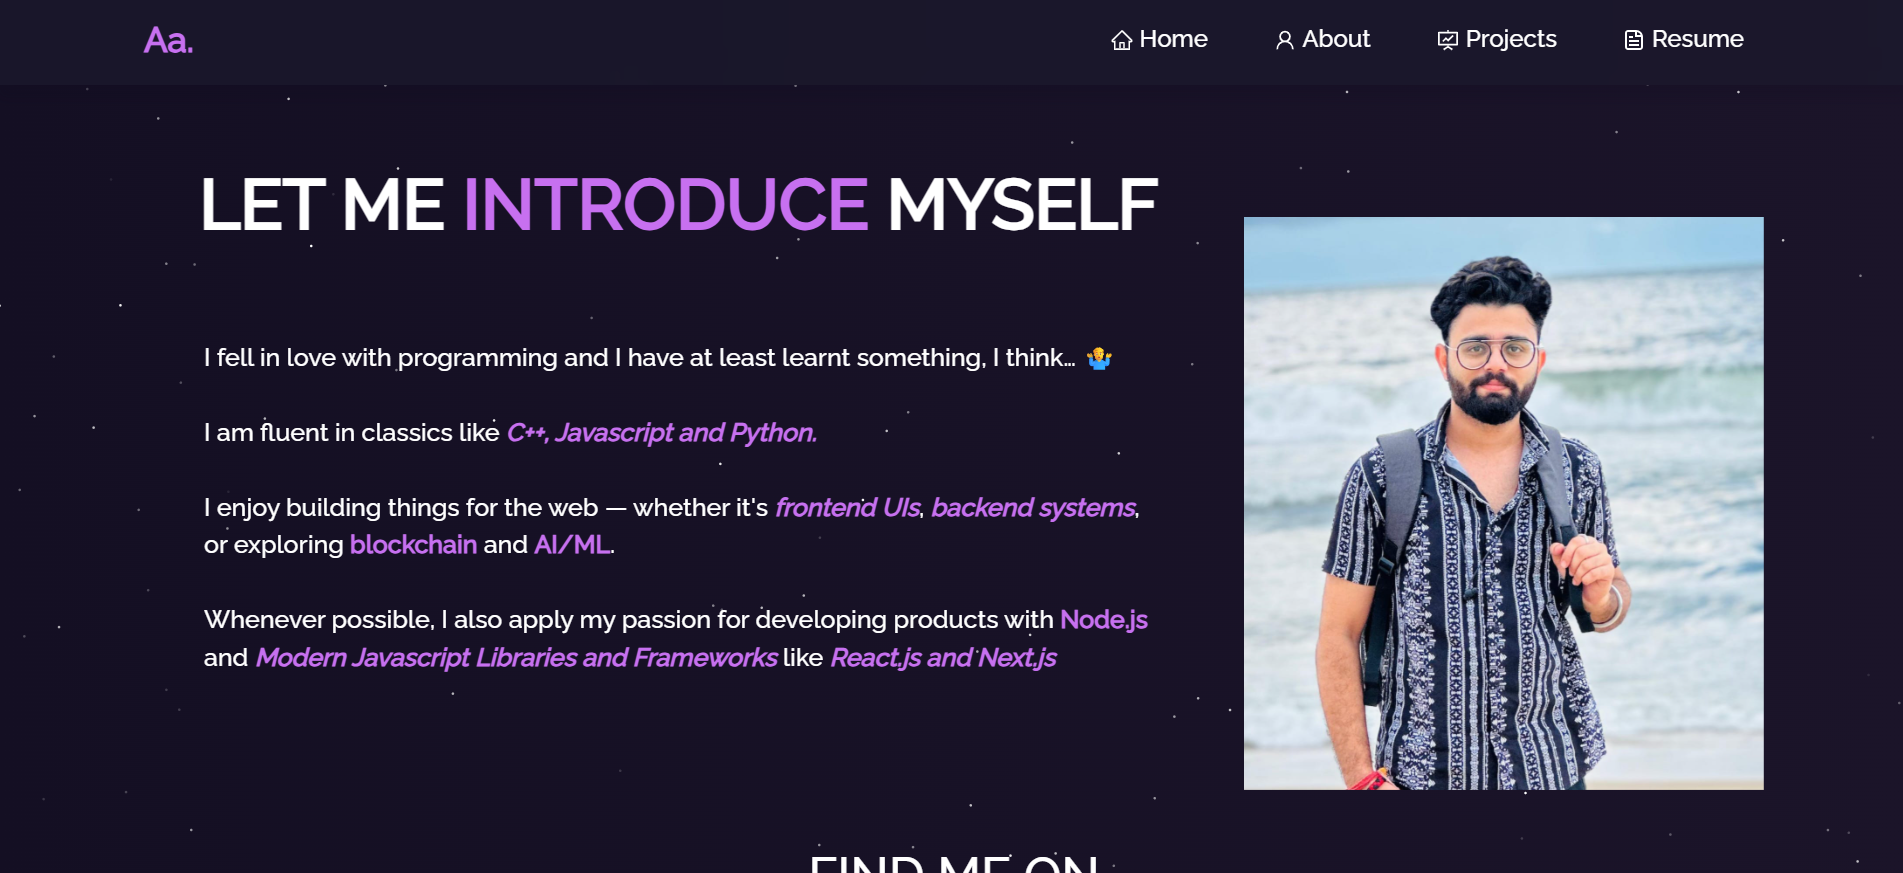 Aa.
Home
About
Projects
Resume
LET ME INTRODUCE MYSELF
I fell in love with programming and I have at least learnt something, I think… 🤷‍♂️
I am fluent in classics like C++, Javascript and Python.
I enjoy building things for the web — whether it's frontend UIs, backend systems,
or exploring blockchain and AI/ML.
Whenever possible, I also apply my passion for developing products with Node.js
and Modern Javascript Libraries and Frameworks like React.js and Next.js
FIND ME ON